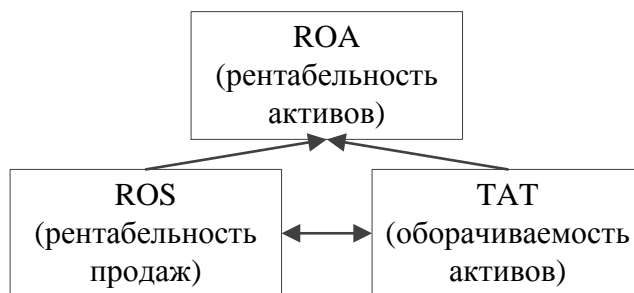 ROA
(рентабельность
активов)
ROS
(рентабельность
продаж)
TAT
(оборачиваемость
активов)